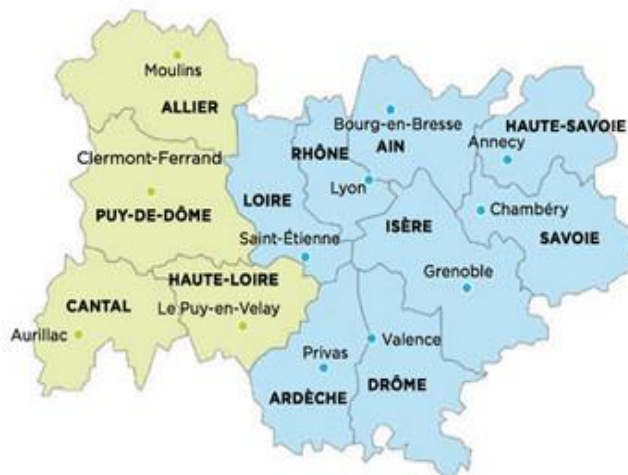 Moulins
ALLIER
Bourg-en-Bresse
AIN
HAUTE-SAVOIE
Annecy
Clermont-Ferrand
RHÔNE
Lyon
PUY-DE-DÔME
LOIRE
ISÈRE
Chambéry
SAVOIE
Saint-Étienne
HAUTE-LOIRE
Grenoble
CANTAL
Le Puy-en-Velay
Aurillac
Privas
Valence
ARDÈCHE
DRÔME